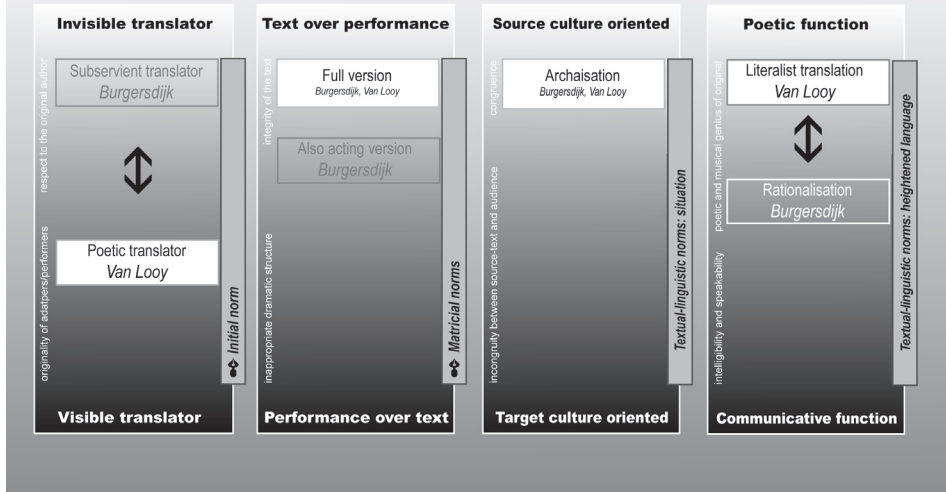 Invisible translator
respect to the original author
Subservient translator
Burgersdijk
originality of adatpers/performers
Poetic translator
Van Looy
Initial norm
Visible translator
Text over performance
integrity of the text
Full version
Burgersdijk, Van Looy
Also acting version
Burgersdijk
inappropriate dramatic structure
Matricial norms
Performance over text
Source culture oriented
congruence
Archaisation
Burgersdijk, Van Looy
incongruity between source-text and audience
Textual-linguistic norms: situation
Target culture oriented
Poetic function
poetic and musical genius of original
Literalist translation
Van Looy
Rationalisation
Burgersdijk
intelligibility and speakability
Textual-linguistic norms: heightened language
Communicative function